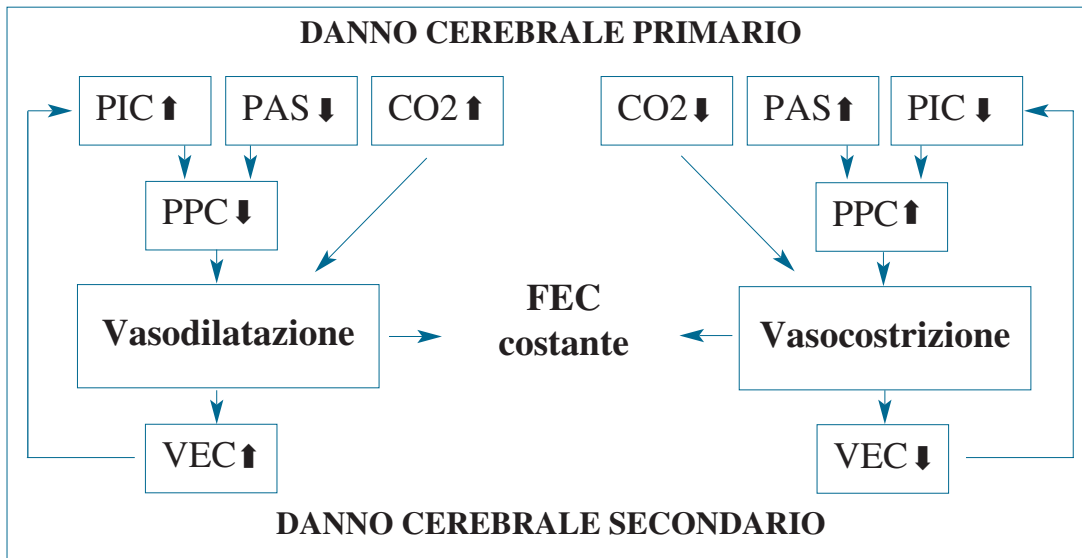 DANNO CEREBRALE PRIMARIO
PIC⬆ PAS⬇ CO2⬆ CO2⬇ PAS⬆ PIC⬇
PPC⬇ PPC⬆
Vasodilatazione
FEC
costante
Vasocostrizione
VEC⬆ VEC⬇
DANNO CEREBRALE SECONDARIO